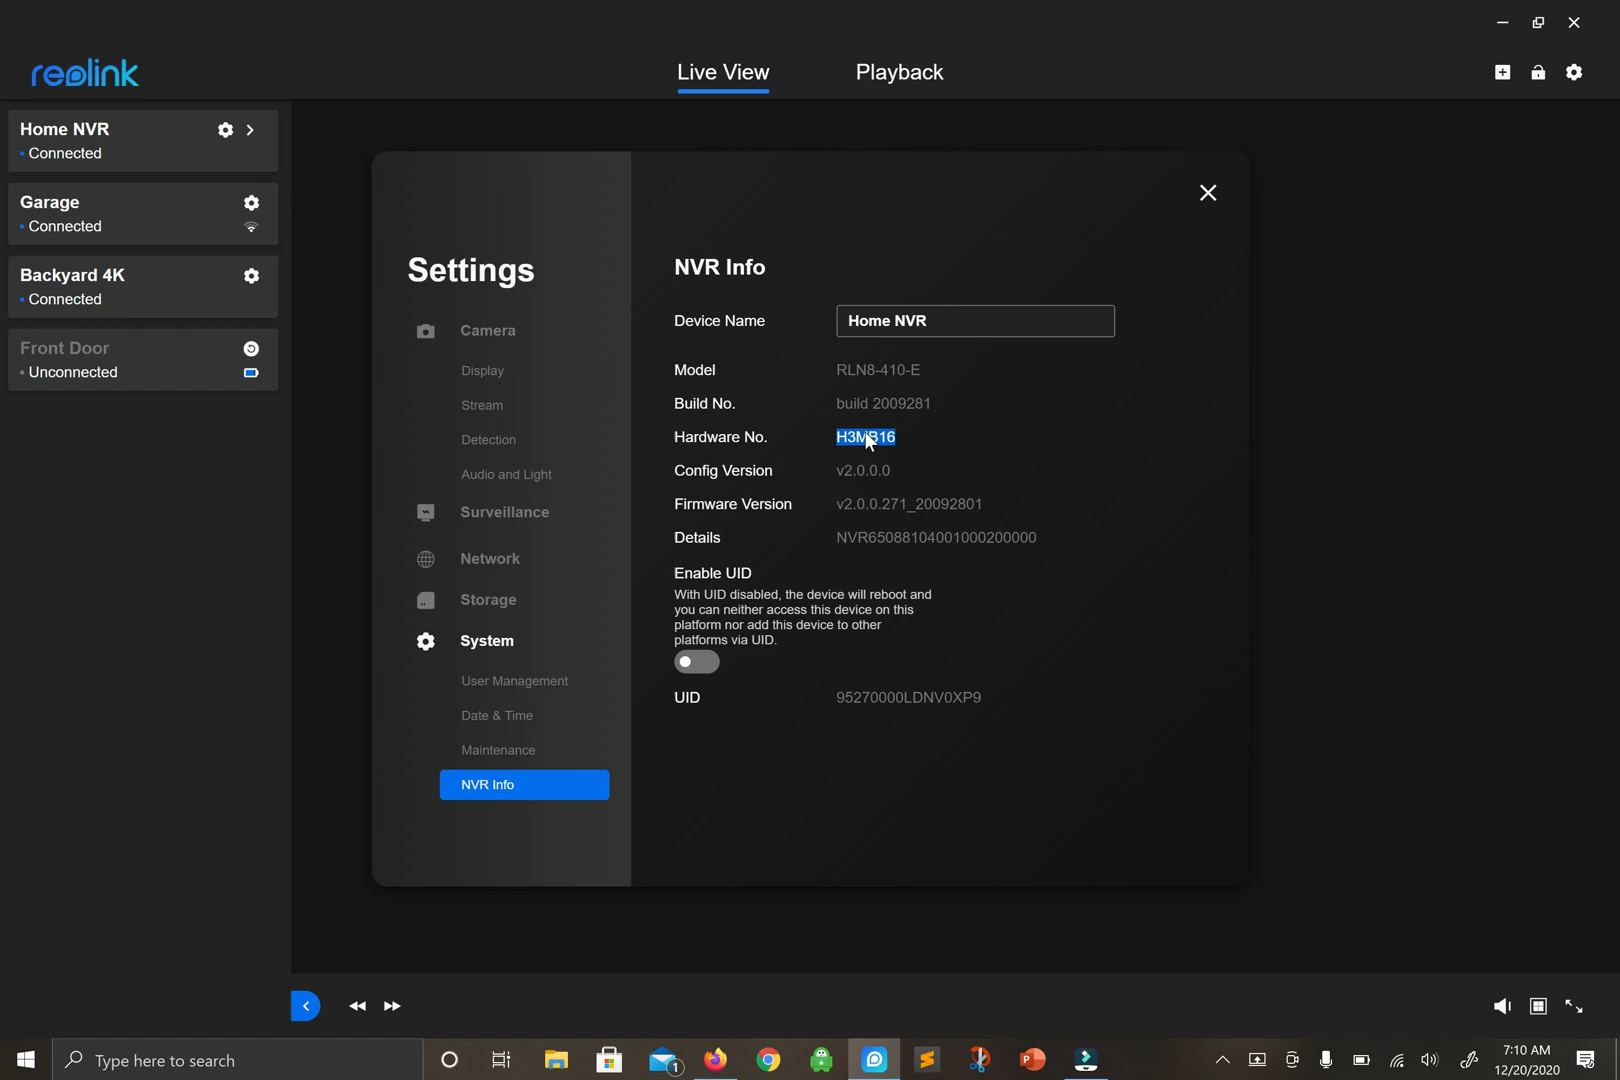 reolink
Live View
Playback
Home NVR
Connected
Garage
Connected
Backyard 4K
Connected
Front Door
Unconnected
Settings
Camera
Display
Stream
Detection
Audio and Light
Surveillance
Network
Storage
System
User Management
Date & Time
Maintenance
NVR Info
NVR Info
Device Name Home NVR
Model RLN8-410-E
Build No. build 2009281
Hardware No. H3MB16
Config Version v2.0.0.0
Firmware Version v2.0.0.271_20092801
Details NVR65088104001000200000
Enable UID
With UID disabled, the device will reboot and
you can neither access this device on this
platform nor add this device to other
platforms via UID.
UID 95270000LDNV0XP9
Type here to search
1
7:10 AM
12/20/2020